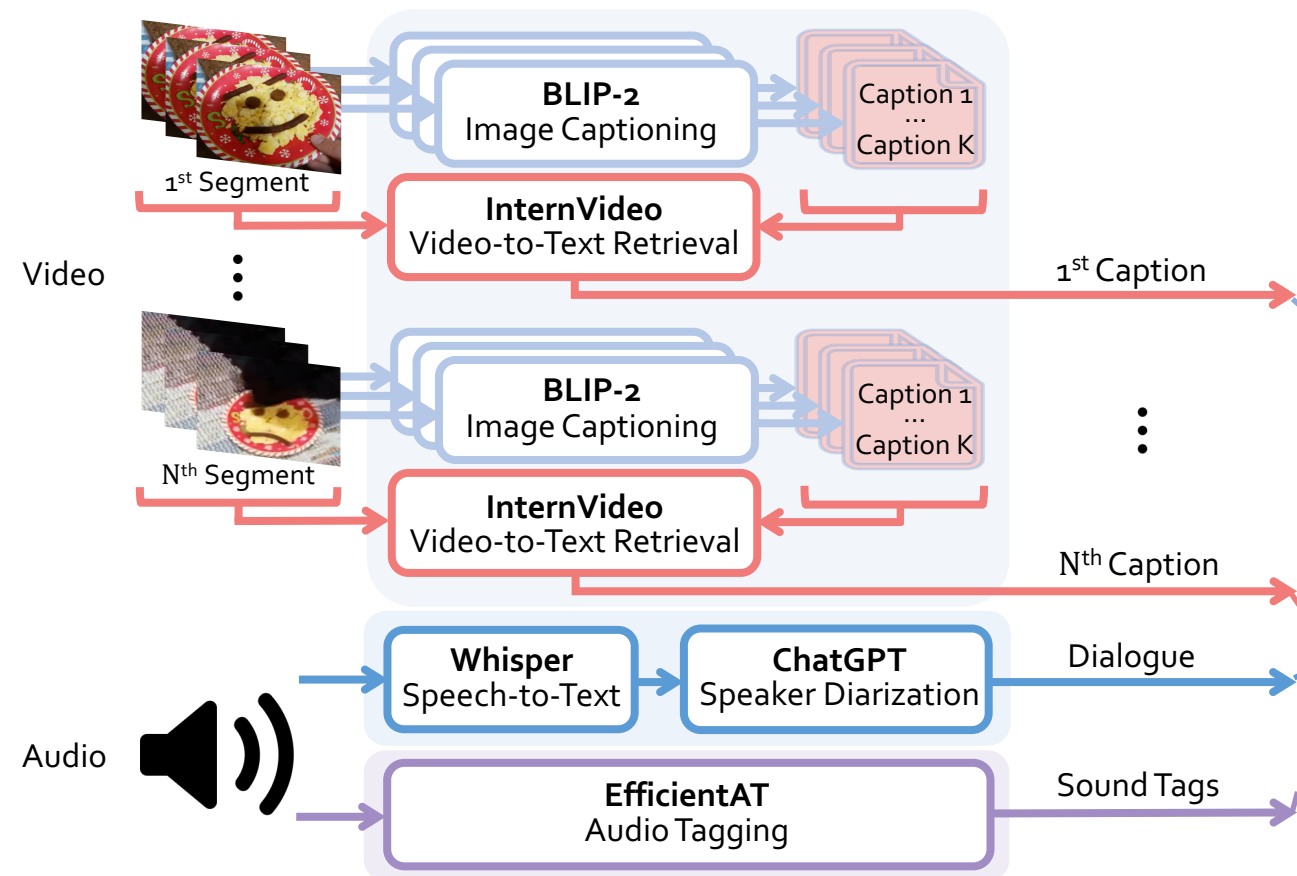 BLIP-2
Image Captioning
Caption 1
...
Caption K
1st Segment
InternVideo
Video-to-Text Retrieval
Video
1st Caption
BLIP-2
Image Captioning
Caption 1
...
Caption K
Nth Segment
InternVideo
Video-to-Text Retrieval
Nth Caption
Whisper
Speech-to-Text
ChatGPT
Speaker Diarization
Dialogue
Audio
EfficientAT
Audio Tagging
Sound Tags